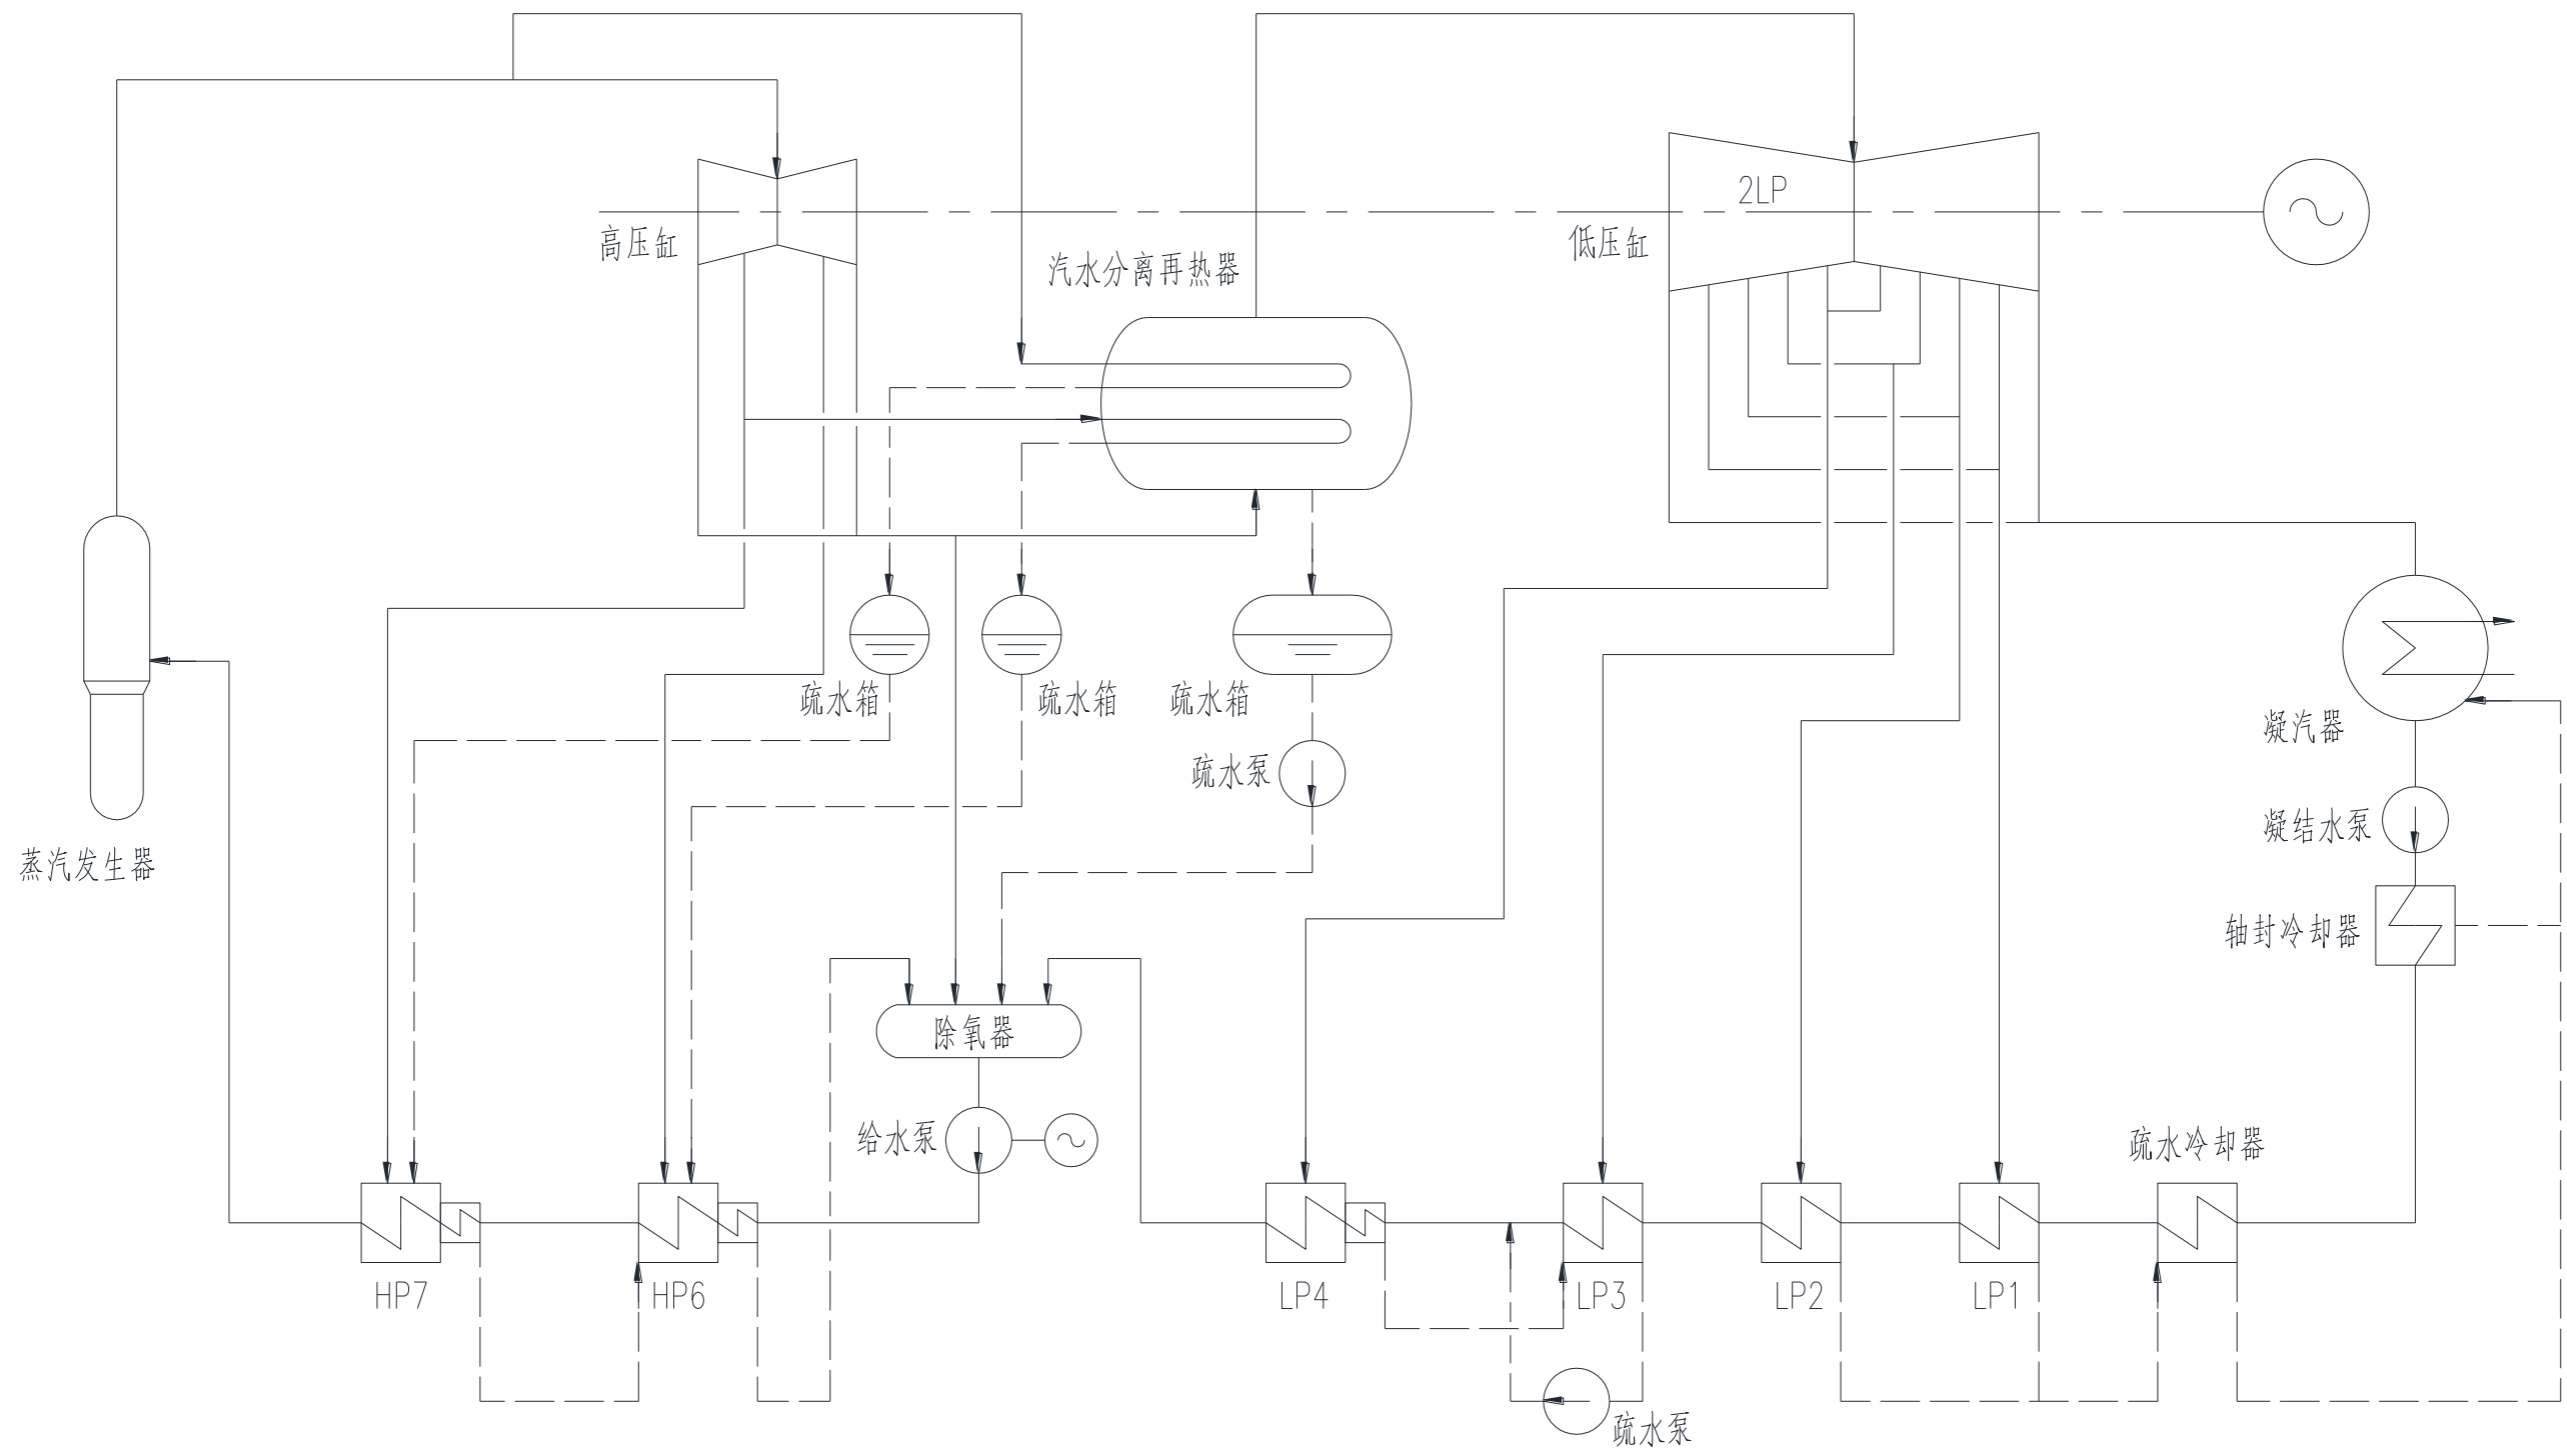 2LP
高压缸
低压缸
汽水分离再热器
疏水箱
疏水箱
疏水箱
凝汽器
疏水泵
凝结水泵
蒸汽发生器
轴封冷却器
除氧器
给水泵
疏水冷却器
HP7
HP6
LP4
LP3
LP2
LP1
疏水泵